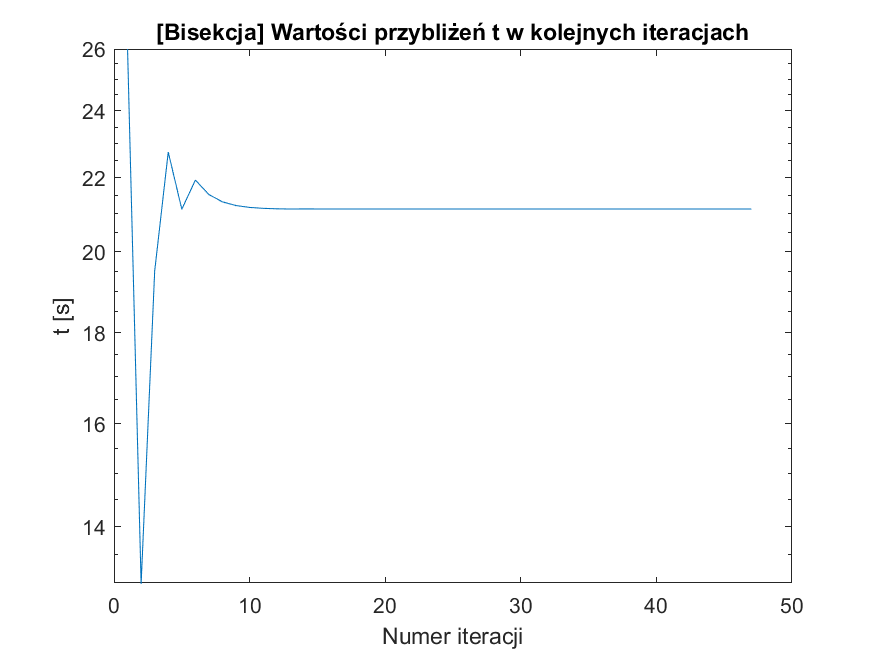 [Bisekcja] Wartości przybliżeń t w kolejnych iteracjach
26
24
22
20
18
16
14
t [s]
0 10 20 30 40 50
Numer iteracji